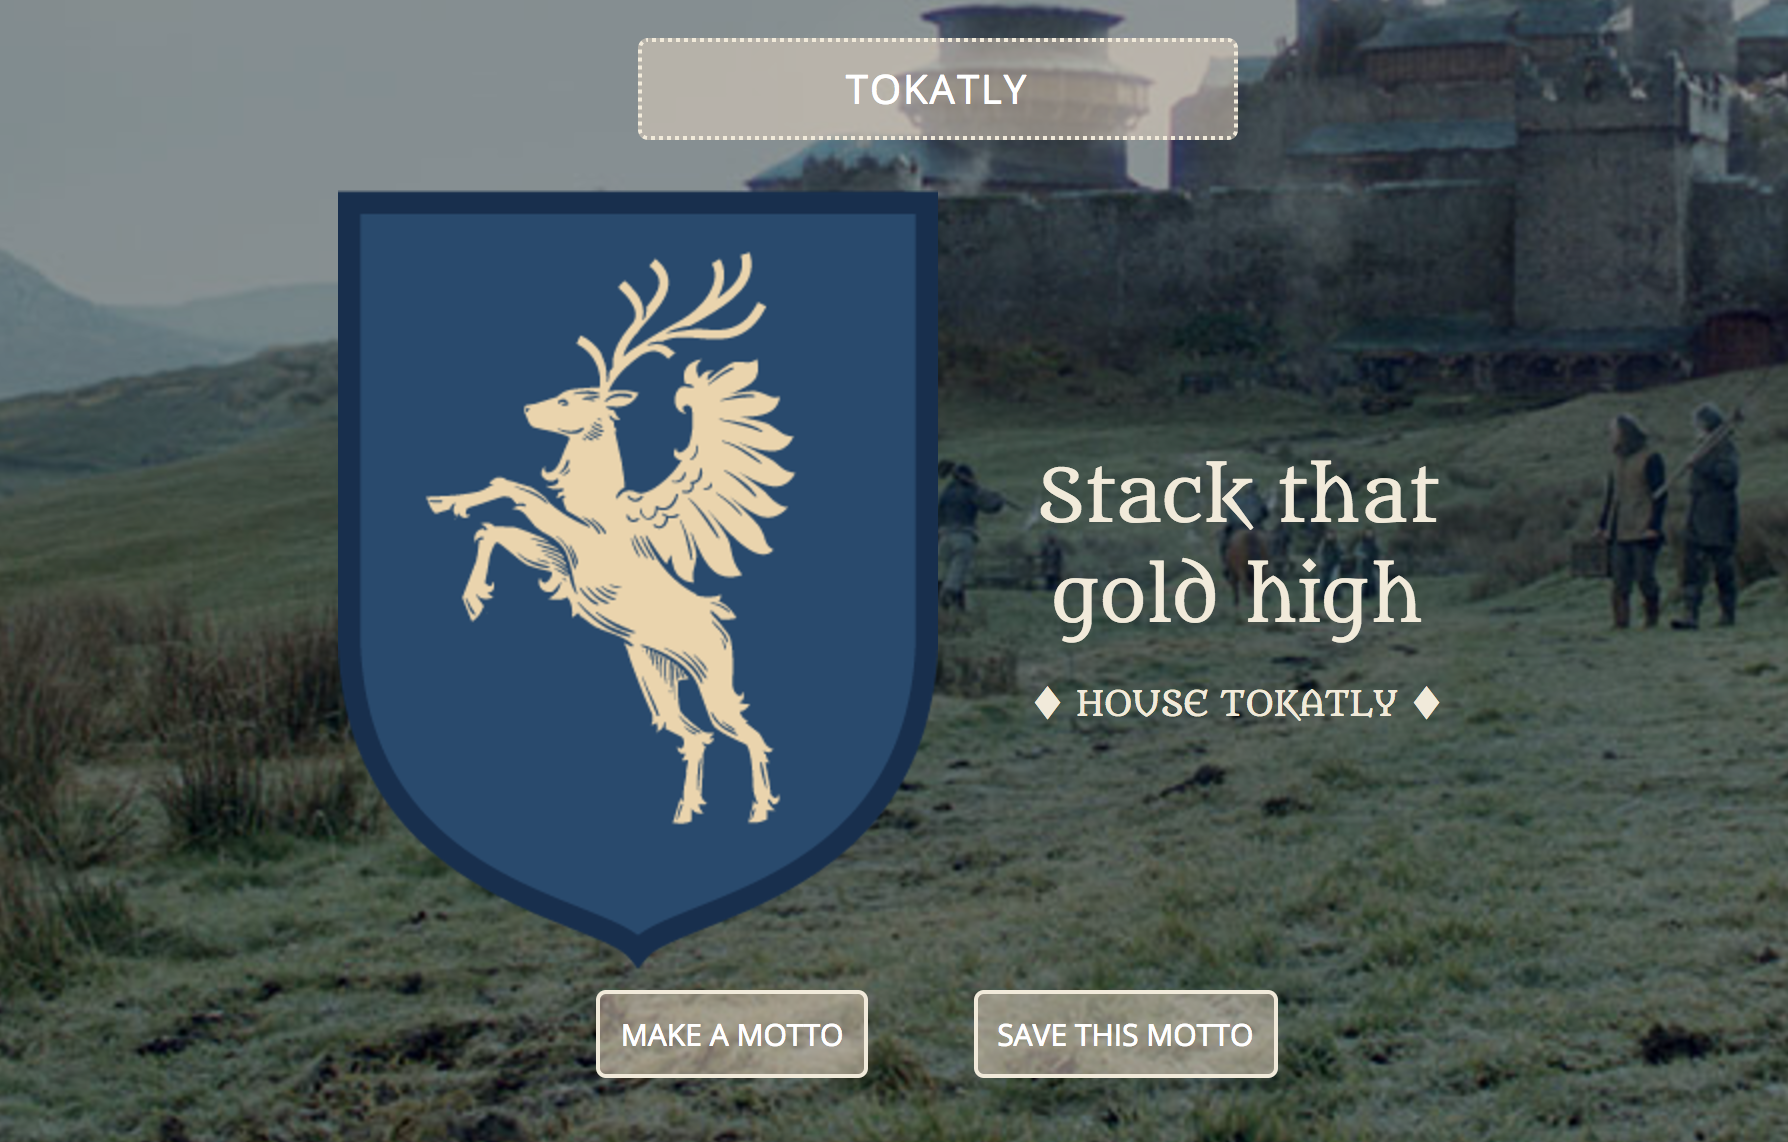 TOKATLY
Stack that
gold high
♦ HOUSE TOKATLY ♦
MAKE A MOTTO
SAVE THIS MOTTO